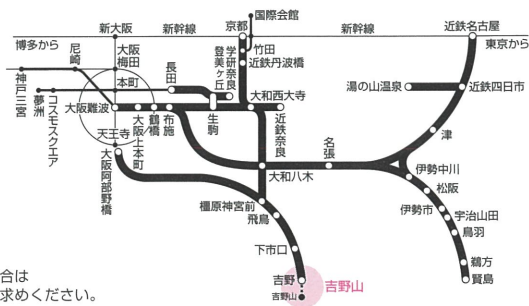 国際会館
新大阪
新幹線
京都
新幹線
近鉄名古屋
博多から
東京から
尼崎
大阪
梅田
竹田
近鉄丹波橋
学研奈良
登美ヶ丘
長田
本町
神戸三宮
夢洲
コスモスクエア
湯の山温泉
近鉄四日市
大和西大寺
大阪難波
大阪上本町
鶴橋
布施
生駒
近鉄奈良
津
天王寺
大阪阿部野橋
名張
大和八木
伊勢中川
松阪
伊勢市
宇治山田
鳥羽
橿原神宮前
飛鳥
下市口
鵜方
賢島
吉野
吉野山
吉野山
合は
求めください。